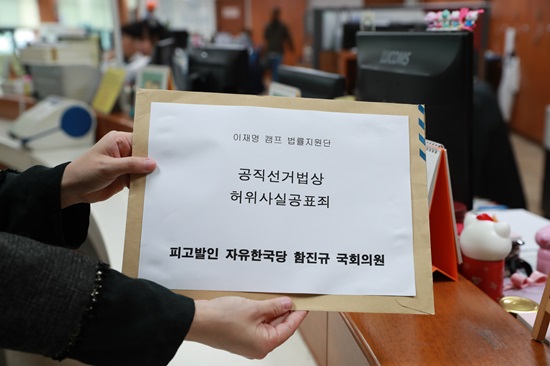 이재명 캠프 법률지원단
공직선거법상
허위사실공표죄
피고발인 자유한국당 함진규 국회의원